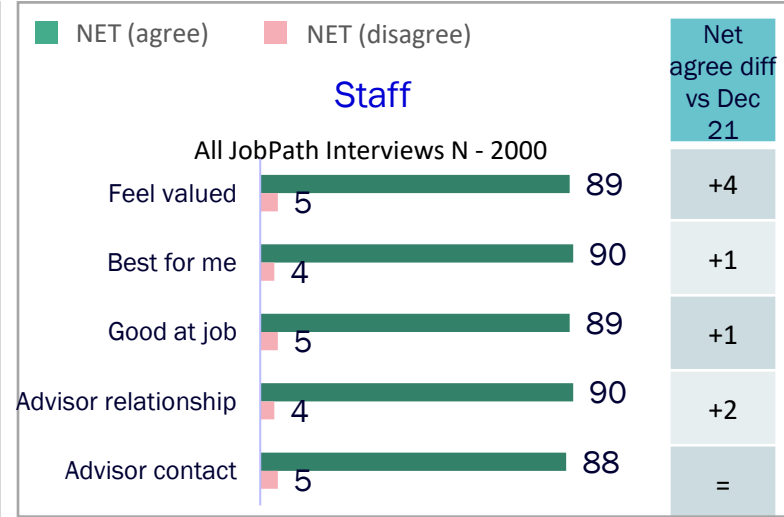 NET (agree) NET (disagree)
Net
agree diff
vs Dec
21
Staff
All JobPath Interviews N - 2000
Feel valued 89 5 +4
Best for me 90 4 +1
Good at job 89 5 +1
Advisor relationship 90 4 +2
Advisor contact 88 5 =